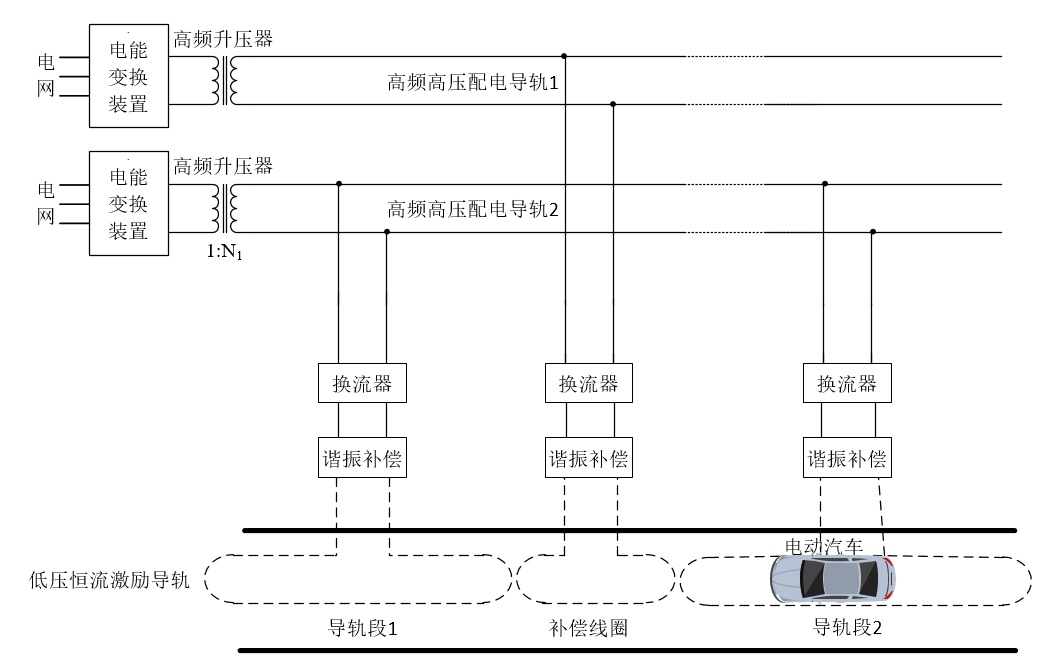 高频升压器
电能
变换
装置
电
网
高频高压配电导轨1
高频升压器
电能
变换
装置
电
网
高频高压配电导轨2
1:N1
换流器
换流器
换流器
谐振补偿
谐振补偿
谐振补偿
电动汽车
低压恒流激励导轨
导轨段1
补偿线圈
导轨段2